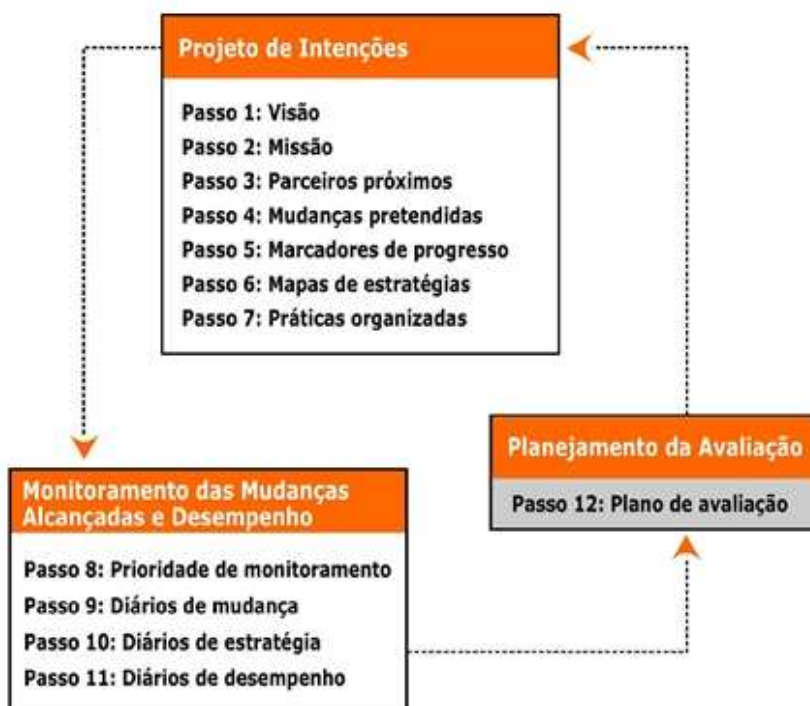 Projeto de Intenções
Passo 1: Visão
Passo 2: Missão
Passo 3: Parceiros próximos
Passo 4: Mudanças pretendidas
Passo 5: Marcadores de progresso
Passo 6: Mapas de estratégias
Passo 7: Práticas organizadas
Monitoramento das Mudanças
Alcançadas e Desempenho
Passo 8: Prioridade de monitoramento
Passo 9: Diários de mudança
Passo 10: Diários de estratégia
Passo 11: Diários de desempenho
Planejamento da Avaliação
Passo 12: Plano de avaliação